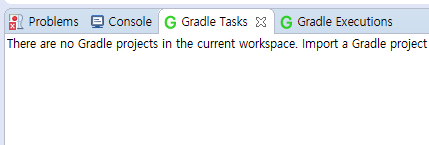 Problems Console Gradle Tasks Gradle Executions
There are no Gradle projects in the current workspace. Import a Gradle project